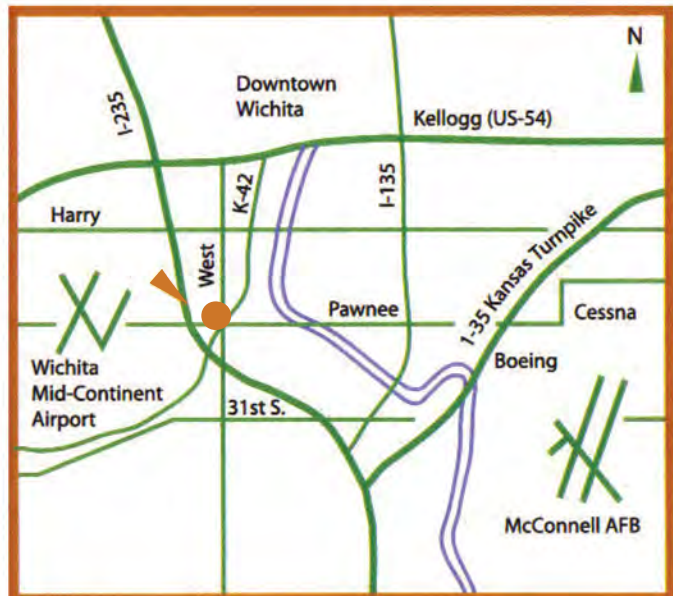 N
Downtown
Wichita
I-235
Kellogg (US-54)
K-42
I-135
Harry
West
1-35 Kansas Turnpike
Pawnee
Cessna
Wichita
Mid-Continent
Airport
Boeing
31st S.
McConnell AFB